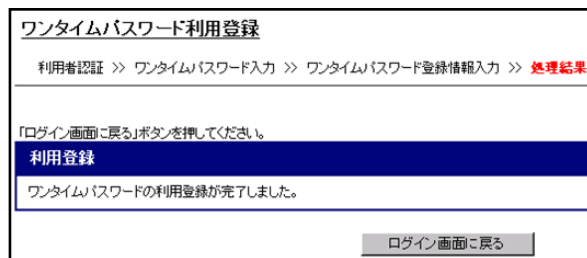 ワンタイムパスワード利用登録
利用者認証 >> ワンタイムパスワード入力 >> ワンタイムパスワード登録情報入力 >> 処理結果
「ログイン画面に戻る」ボタンを押してください。
利用登録
ワンタイムパスワードの利用登録が完了しました。
ログイン画面に戻る